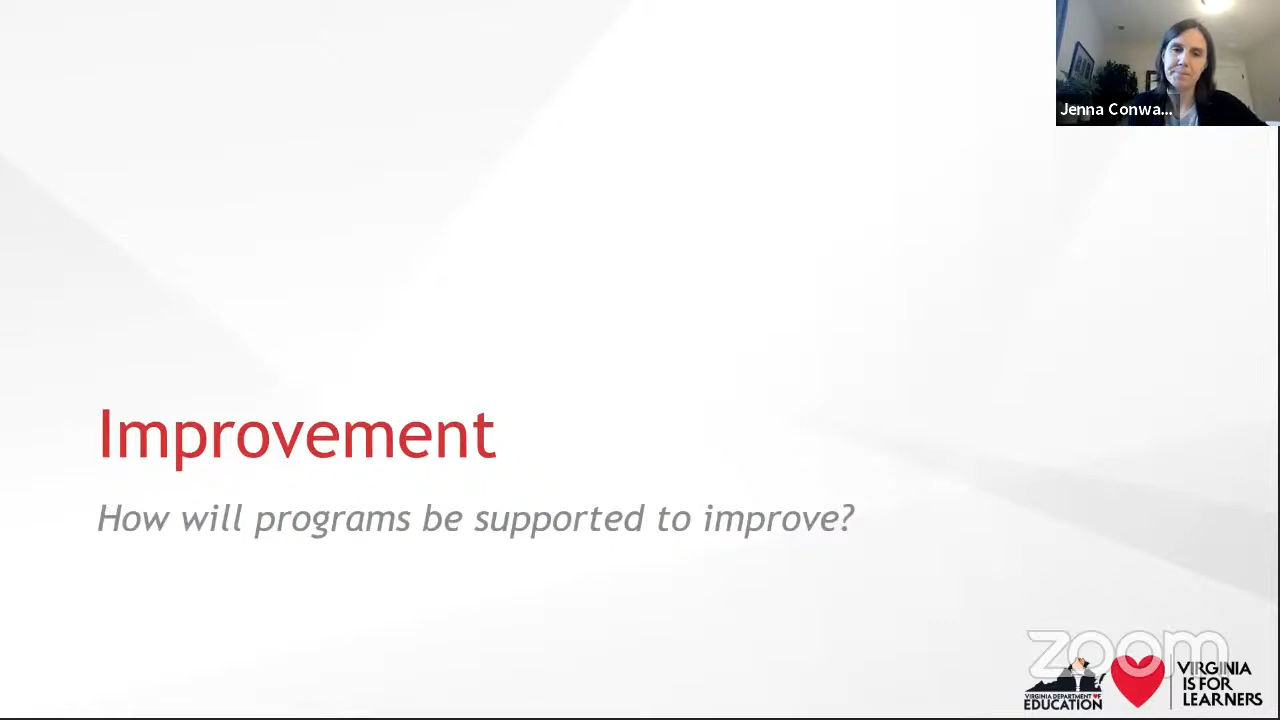 Jenna Conwa...
Improvement
How will programs be supported to improve?
zoom
VIRGINIA DEPARTMENT OF
EDUCATION
VIRGINIA
IS FOR
LEARNERS